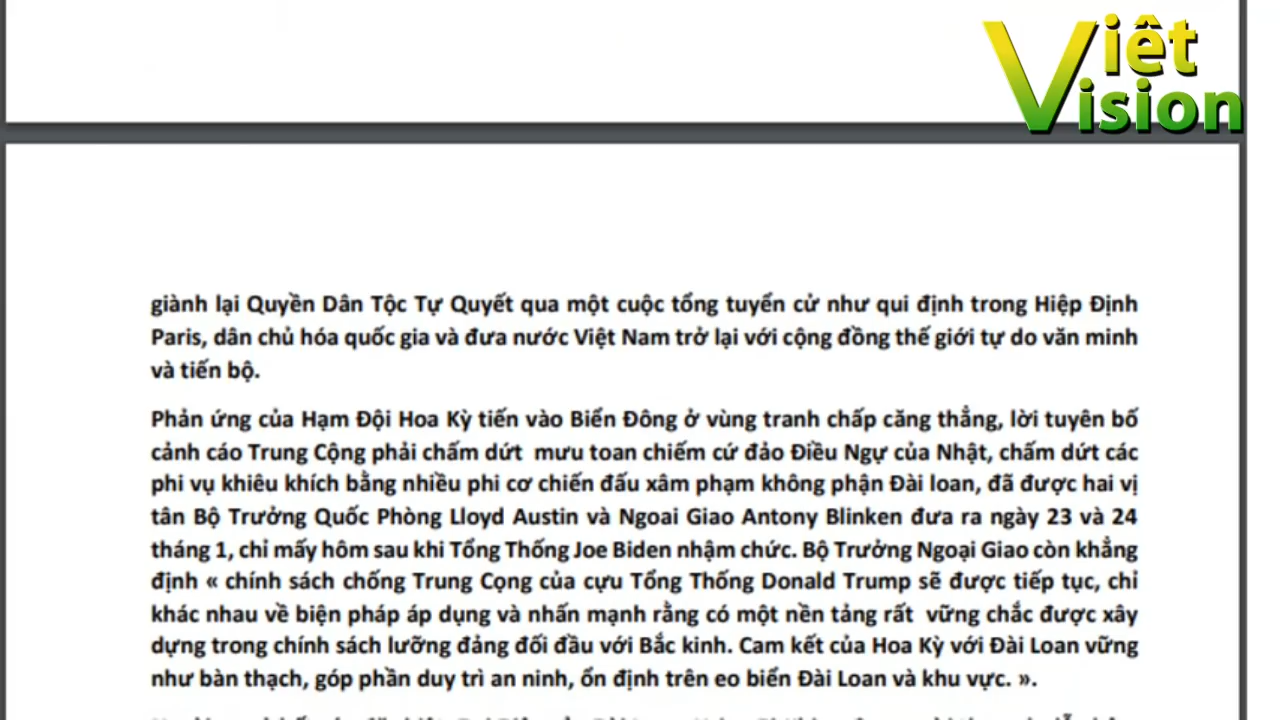 Việt
Vision
giành lại Quyền Dân Tộc Tự Quyết qua một cuộc tổng tuyển cử như qui định trong Hiệp Định
Paris, dân chủ hóa quốc gia và đưa nước Việt Nam trở lại với cộng đồng thế giới tự do văn minh
và tiến bộ.
Phản ứng của Hạm Đội Hoa Kỳ tiến vào Biển Đông ở vùng tranh chấp căng thẳng, lời tuyên bố
cảnh cáo Trung Cộng phải chấm dứt mưu toan chiếm cứ đảo Điều Ngự của Nhật, chấm dứt các
phi vụ khiêu khích bằng nhiều phi cơ chiến đấu xâm phạm không phận Đài loan, đã được hai vị
tân Bộ Trưởng Quốc Phòng Lloyd Austin và Ngoai Giao Antony Blinken đưa ra ngày 23 và 24
tháng 1, chỉ mấy hôm sau khi Tổng Thống Joe Biden nhậm chức. Bộ Trưởng Ngoại Giao còn khẳng
định « chính sách chống Trung Cọng của cựu Tổng Thống Donald Trump sẽ được tiếp tục, chỉ
khác nhau về biện pháp áp dụng và nhấn mạnh rằng có một nền tảng rất vững chắc được xây
dựng trong chính sách lưỡng đảng đối đầu với Bắc kinh. Cam kết của Hoa Kỳ với Đài Loan vững
như bàn thạch, góp phần duy trì an ninh, ổn định trên eo biển Đài Loan và khu vực. ».